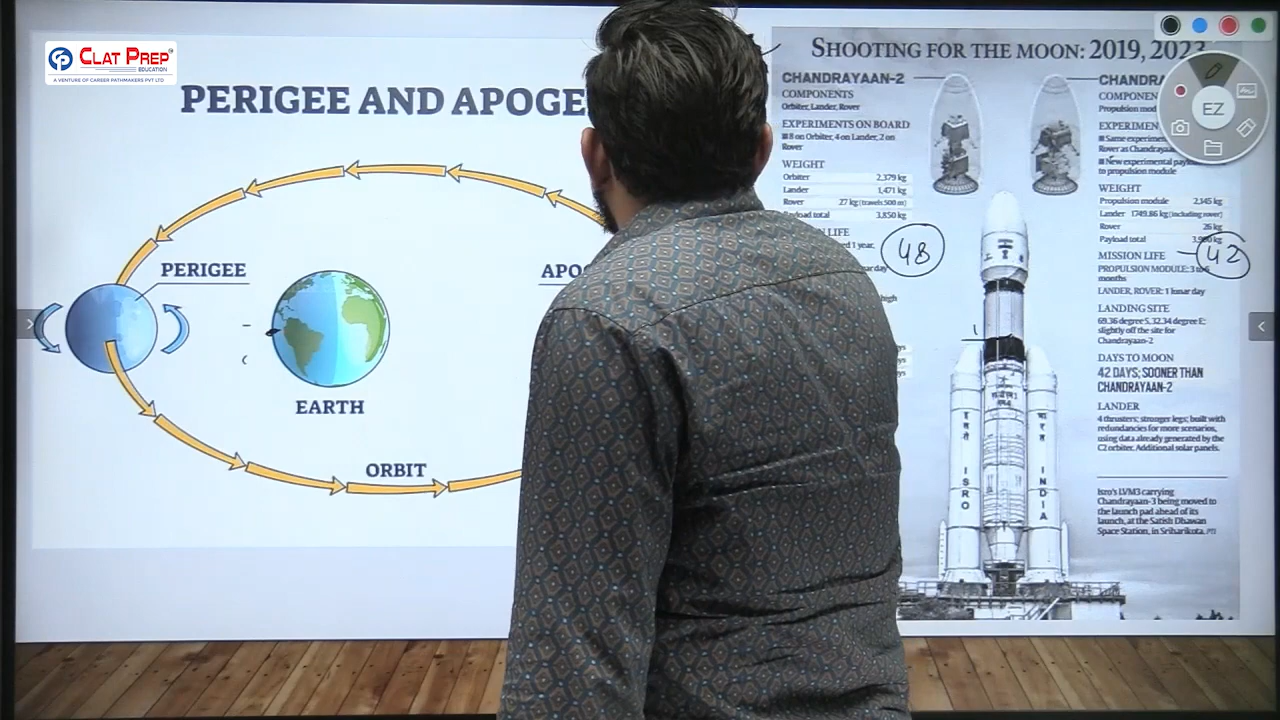 CP CLAT PREP
EDUCATION
A VENTURE OF CAREER PATHMAKERS PVT LTD
PERIGEE AND APOGE
PERIGEE
APO
EARTH
ORBIT
SHOOTING FOR THE MOON: 2019, 2023
CHANDRAYAAN-2
COMPONENTS
Orbiter, Lander, Rover
EXPERIMENTS ON BOARD
8 on Orbiter, 4 on Lander, 2 on
Rover
WEIGHT
Orbiter 2,379 kg
Lander 1,471 kg
Rover 27 kg (travels 500 m)
Payload total 3,850 kg
LIFE
1 year,
48
CHANDRA
COMPONEN
Propulsion mod
EXPERIMEN
Same experime
Rover as Chandrayaa
New experimental payl
to propulsion module
WEIGHT
Propulsion module 2,145 kg
Lander 1749.86 kg (including rover)
Rover 26 kg
Payload total
MISSION LIFE
42
PROPULSION MODULE: 3 to 6
months
LANDER, ROVER: 1 lunar day
LANDING SITE
69.36 degree S, 32.34 degree E:
slightly off the site for
Chandrayaan-2
DAYS TO MOON
42 DAYS; SOONER THAN
CHANDRAYAAN-2
LANDER
4 thrusters; stronger legs; built with
redundancies for more scenarios,
using data already generated by the
C2 orbiter. Additional solar panels.
Isro's LVM3 carrying
Chandrayaan-3 being moved to
the launch pad ahead of its
launch, at the Satish Dhawan
Space Station, in Sriharikota. PTI
ISRO
INDIA
EZ